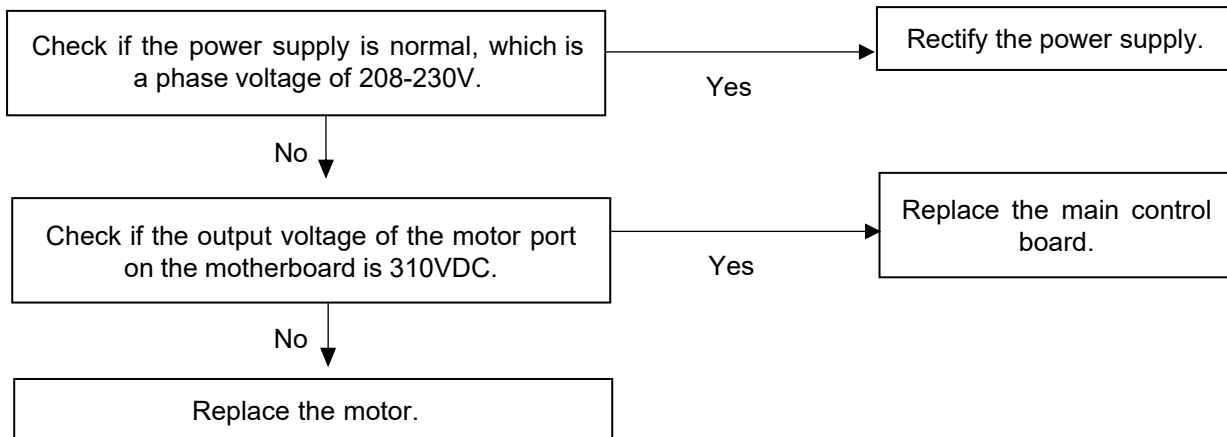 Check if the power supply is normal, which is
a phase voltage of 208-230V.
Yes
Rectify the power supply.
No
Check if the output voltage of the motor port
on the motherboard is 310VDC.
Yes
Replace the main control
board.
No
Replace the motor.